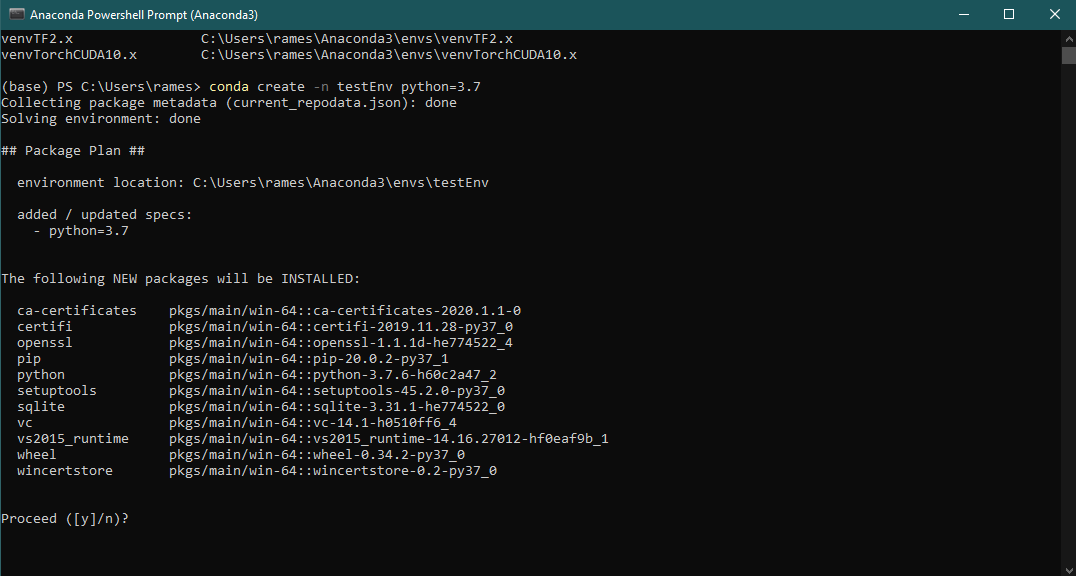 Anaconda Powershell Prompt (Anaconda3)
venvTF2.x                C:\Users\rames\Anaconda3\envs\venvTF2.x
venvTorchCUDA10.x        C:\Users\rames\Anaconda3\envs\venvTorchCUDA10.x
(base) PS C:\Users\rames> conda create -n testEnv python=3.7
Collecting package metadata (current_repodata.json): done
Solving environment: done
## Package Plan ##
  environment location: C:\Users\rames\Anaconda3\envs\testEnv
  added / updated specs:
    - python=3.7
The following NEW packages will be INSTALLED:
  ca-certificates    pkgs/main/win-64::ca-certificates-2020.1.1-0
  certifi            pkgs/main/win-64::certifi-2019.11.28-py37_0
  openssl            pkgs/main/win-64::openssl-1.1.1d-he774522_4
  pip                pkgs/main/win-64::pip-20.0.2-py37_1
  python             pkgs/main/win-64::python-3.7.6-h60c2a47_2
  setuptools         pkgs/main/win-64::setuptools-45.2.0-py37_0
  sqlite             pkgs/main/win-64::sqlite-3.31.1-he774522_0
  vc                 pkgs/main/win-64::vc-14.1-h0510ff6_4
  vs2015_runtime     pkgs/main/win-64::vs2015_runtime-14.16.27012-hf0eaf9b_1
  wheel              pkgs/main/win-64::wheel-0.34.2-py37_0
  wincertstore       pkgs/main/win-64::wincertstore-0.2-py37_0
Proceed ([y]/n)?